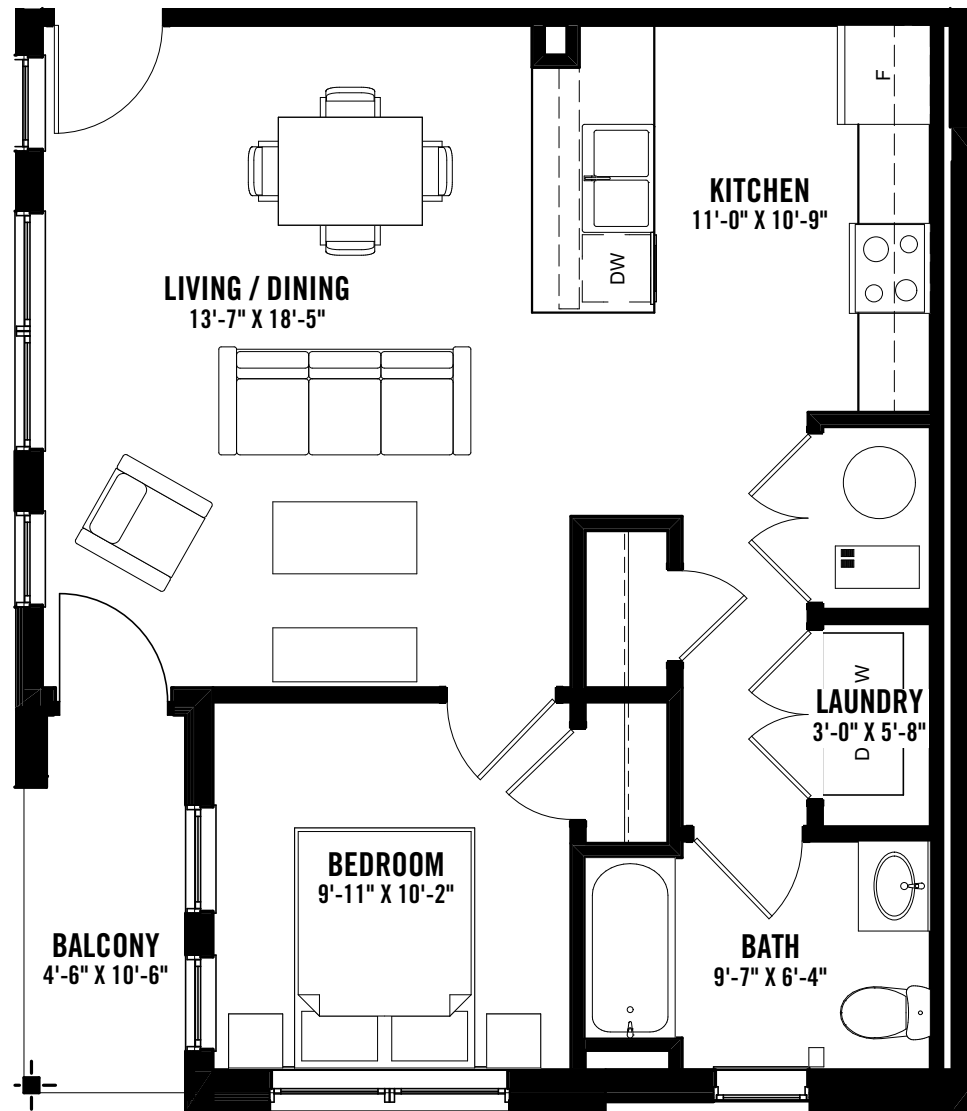 F
KITCHEN
11'-0" X 10'-9"
DW
LIVING / DINING
13'-7" X 18'-5"
W
LAUNDRY
3'-0" X 5'-8"
D
BEDROOM
9'-11" X 10'-2"
BALCONY
4'-6" X 10'-6"
BATH
9'-7" X 6'-4"